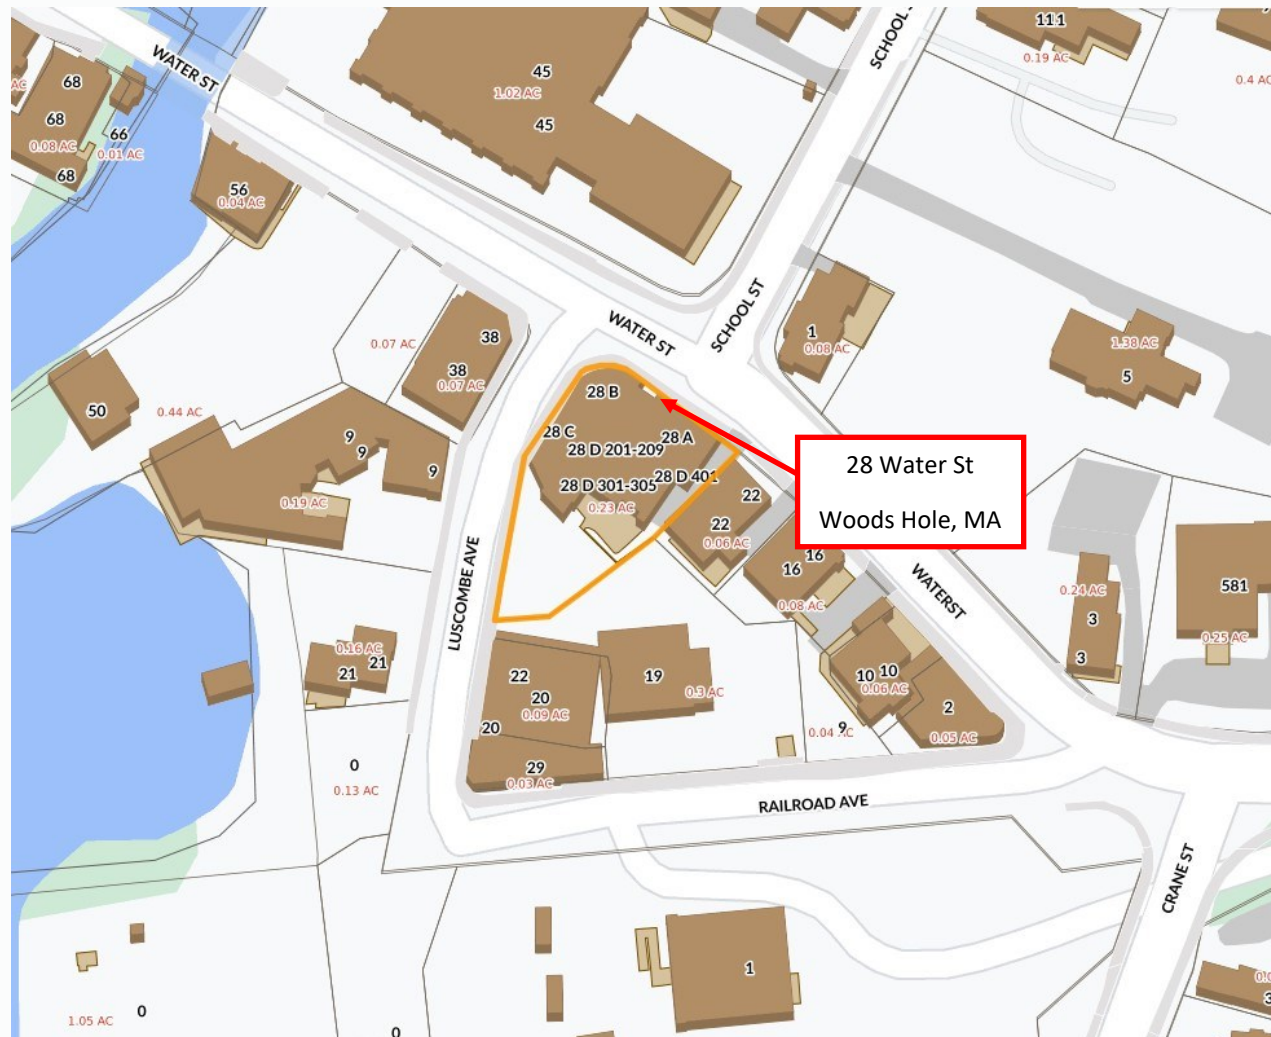 WATER ST
68
68
0.08 AC
68
66
0.01 AC
AC
56
0.04 AC
45
1.02 AC
45
SCHOOL
111
0.19 AC
0.4 AC
WATER ST
SCHOOL ST
1
0.08 AC
1.38 AC
5
38
0.07 AC
38
0.07 AC
50
0.44 AC
9
9
9
0.19 AC
28 B
28 C
28 A
28 D 201-209
28 D 401
28 D 301-305
0.23 AC
22
22
0.06 AC
28 Water St
Woods Hole, MA
16
16
0.08 AC
WATERST
LUSCOMBE AVE
0.24 AC
3
3
581
0.25 AC
0.16 AC
21
21
22
20
0.09 AC
20
19
0.3 AC
10
10
0.06 AC
9
0.04 AC
2
0.05 AC
29
0.03 AC
0
0.13 AC
RAILROAD AVE
CRANE ST
1
0
1.05 AC
0
3